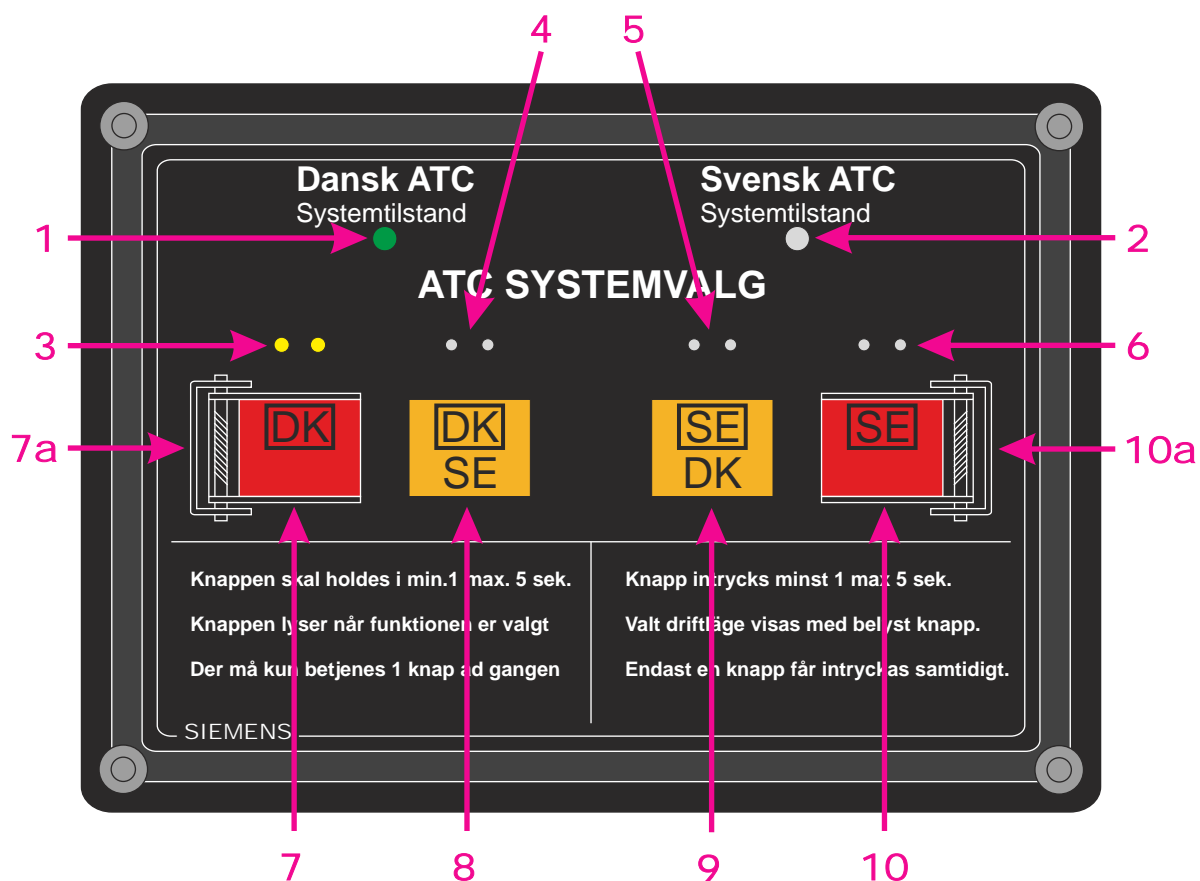 4 5
Dansk ATC Svensk ATC
Systemtilstand Systemtilstand
1 2
ATC SYSTEMVALG
3 6
DK DK SE SE
7a SE DK 10a
Knappen skal holdes i min.1 max. 5 sek. Knapp intrycks minst 1 max 5 sek.
Knappen lyser når funktionen er valgt Valt driftläge visas med belyst knapp.
Der må kun betjenes 1 knap ad gangen Endast en knapp får intryckas samtidigt.
SIEMENS
7 8 9 10